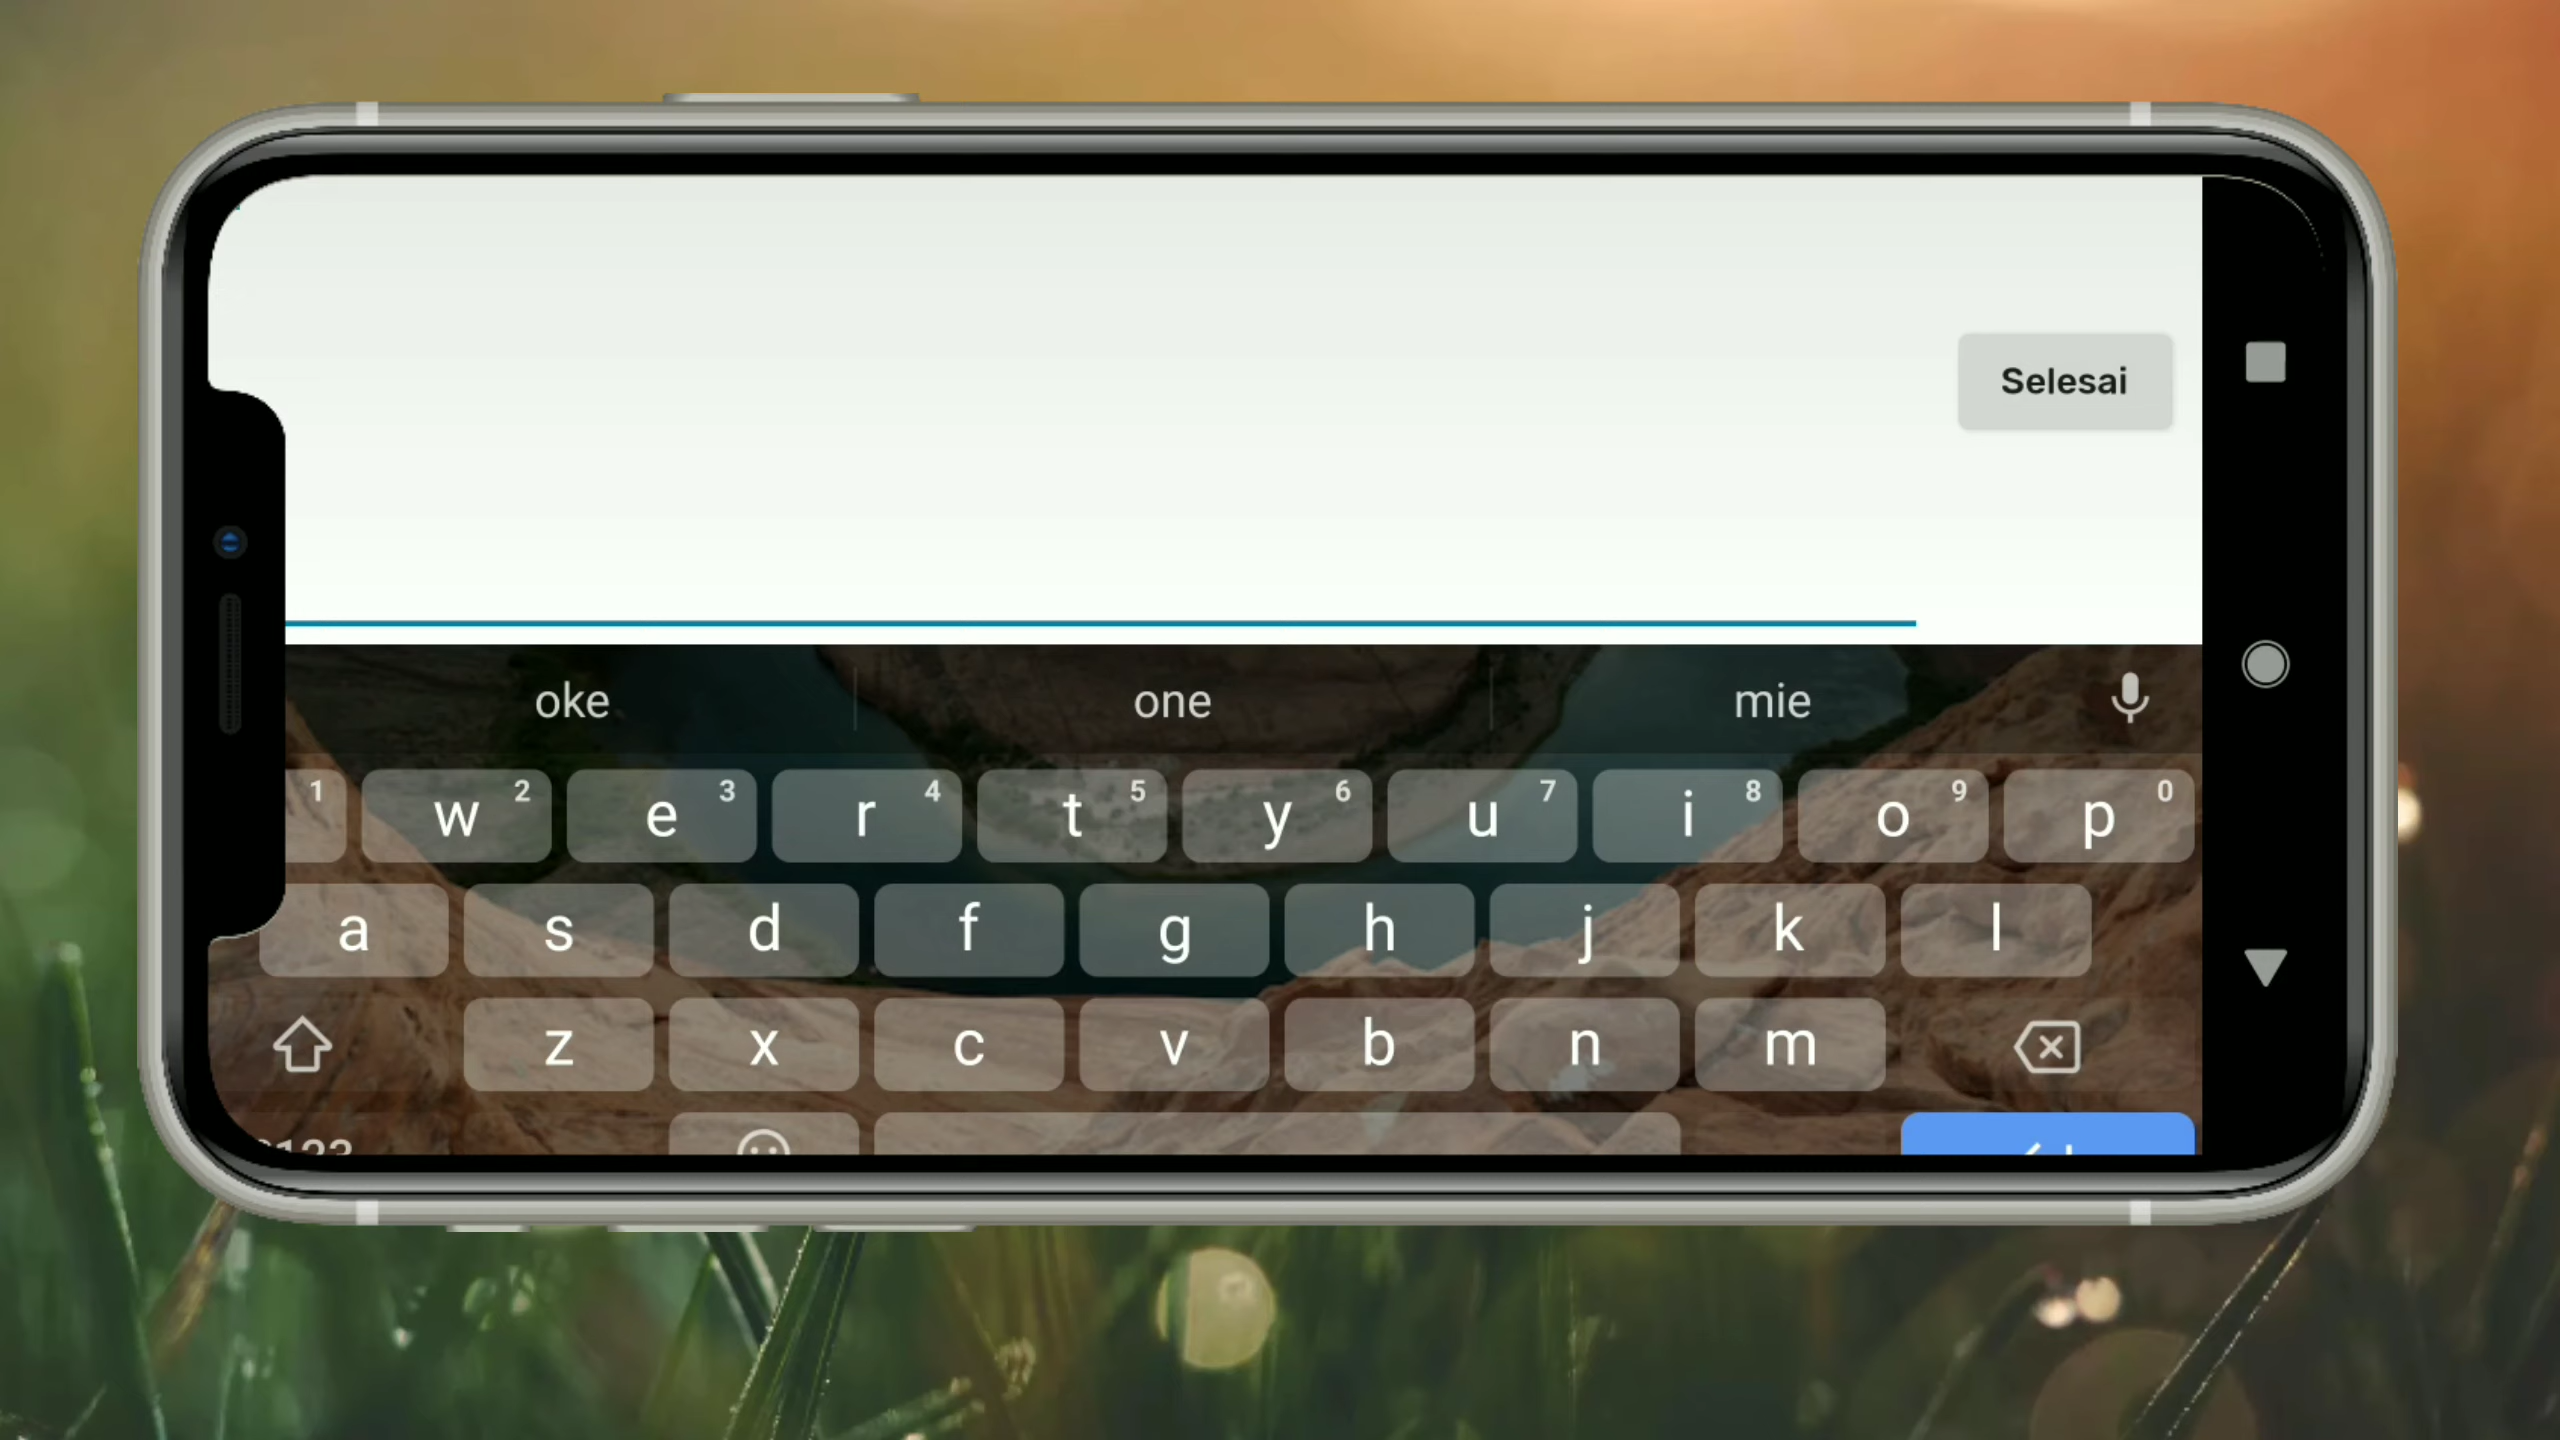 Selesai
oke one mie
1 w 2 e 3 r 4 t 5 y 6 u 7 i 8 o 9 p 0
a s d f g h j k l
z x c v b n m